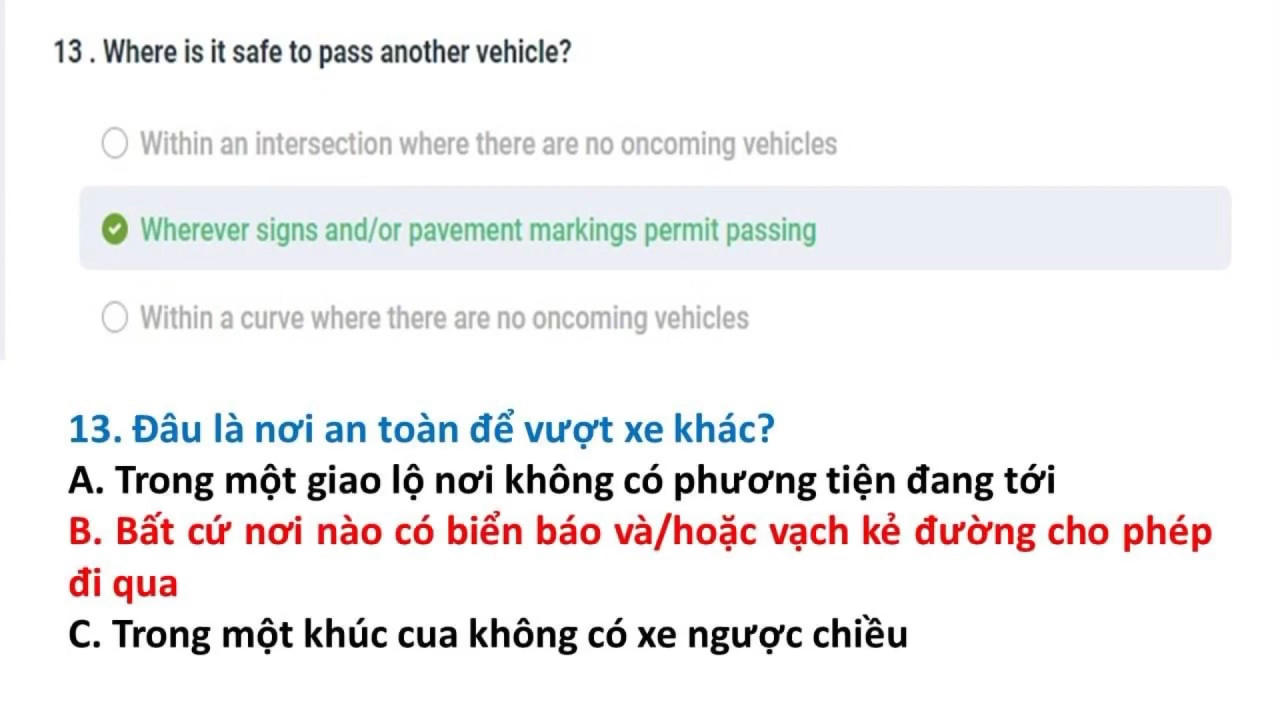 13 . Where is it safe to pass another vehicle?
Within an intersection where there are no oncoming vehicles
Wherever signs and/or pavement markings permit passing
Within a curve where there are no oncoming vehicles
13. Đâu là nơi an toàn để vượt xe khác?
A. Trong một giao lộ nơi không có phương tiện đang tới
B. Bất cứ nơi nào có biển báo và/hoặc vạch kẻ đường cho phép
đi qua
C. Trong một khúc cua không có xe ngược chiều